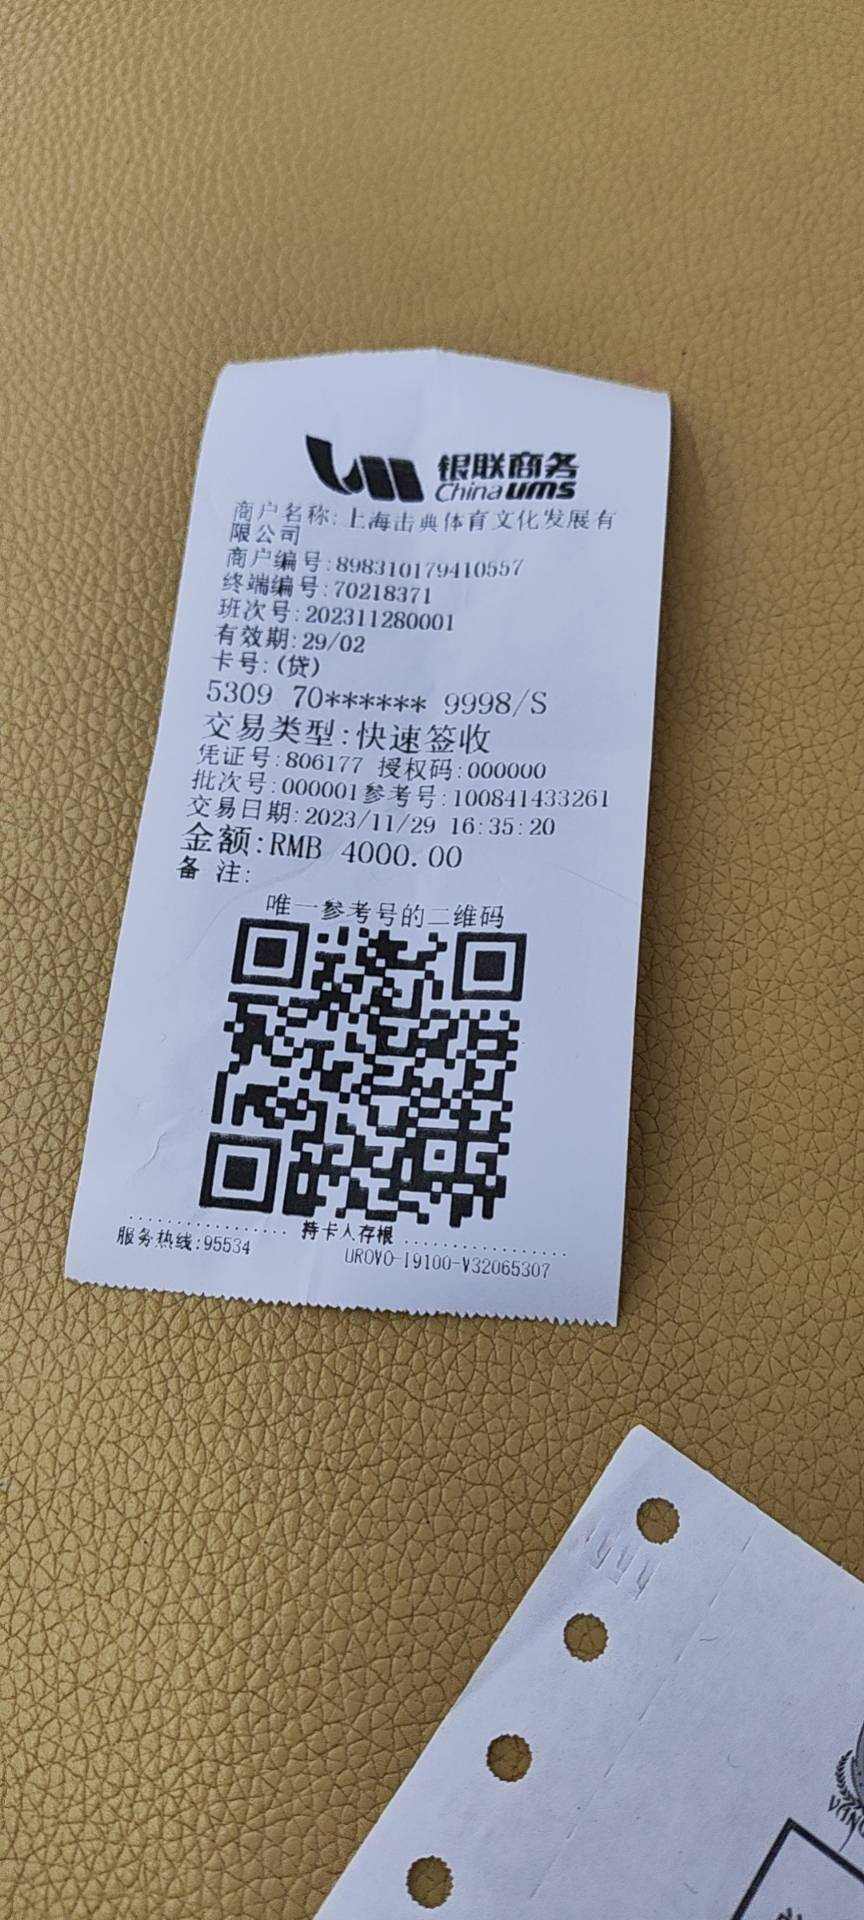 银联商务
China ums
商户名称:上海击典体育文化发展有
限公司
商户编号:898310179410557
终端编号:70218371
班次号:202311280001
有效期:29/02
卡号:(贷)
5309 70****** 9998/S
交易类型:快速签收
凭证号:806177 授权码:000000
批次号:000001参考号:100841433261
交易日期:2023/11/29 16:35:20
金额:RMB 4000.00
备 注:
唯一参考号的二维码
持卡人存根
服务热线:95534 UROVO-I9100-V32065307